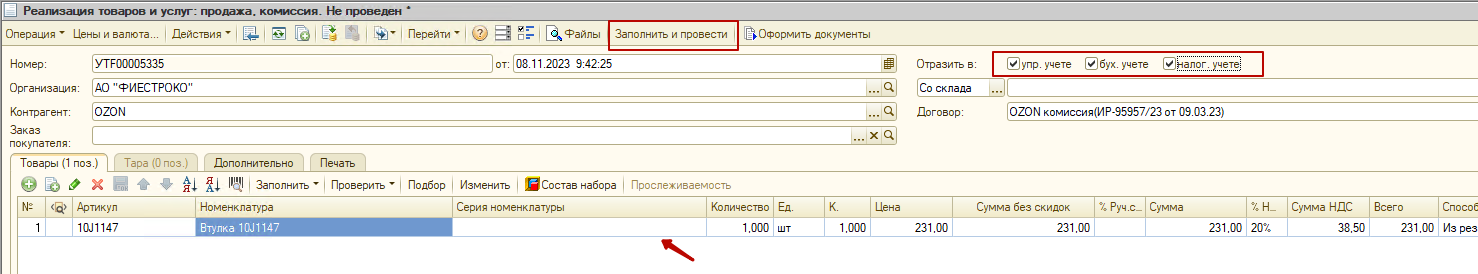 Реализация товаров и услуг: продажа, комиссия. Не проведен *
Операция Цены и валюта... Действия Перейти ? Файлы Заполнить и провести Оформить документы
Номер: УТF00005335 от: 08.11.2023 9:42:25 Отразить в: упр. учете бух. учете налог. учете
Организация: АО "ФИЕСТРОКО" ... Со склада ...
Контрагент: OZON ... Договор: OZON комиссия(ИР-95957/23 от 09.03.23)
Заказ
покупателя: ... ×
Товары (1 поз.) Тара (0 поз.) Дополнительно Печать
Заполнить Проверить Подбор Изменить Состав набора Прослеживаемость
№ Артикул Номенклатура Серия номенклатуры Количество Ед. К. Цена Сумма без скидок % Руч.с... Сумма % Н... Сумма НДС Всего Способ
1 10J1147 Втулка 10J1147 1,000 шт 1,000 231,00 231,00 231,00 20% 38,50 231,00 Из рез